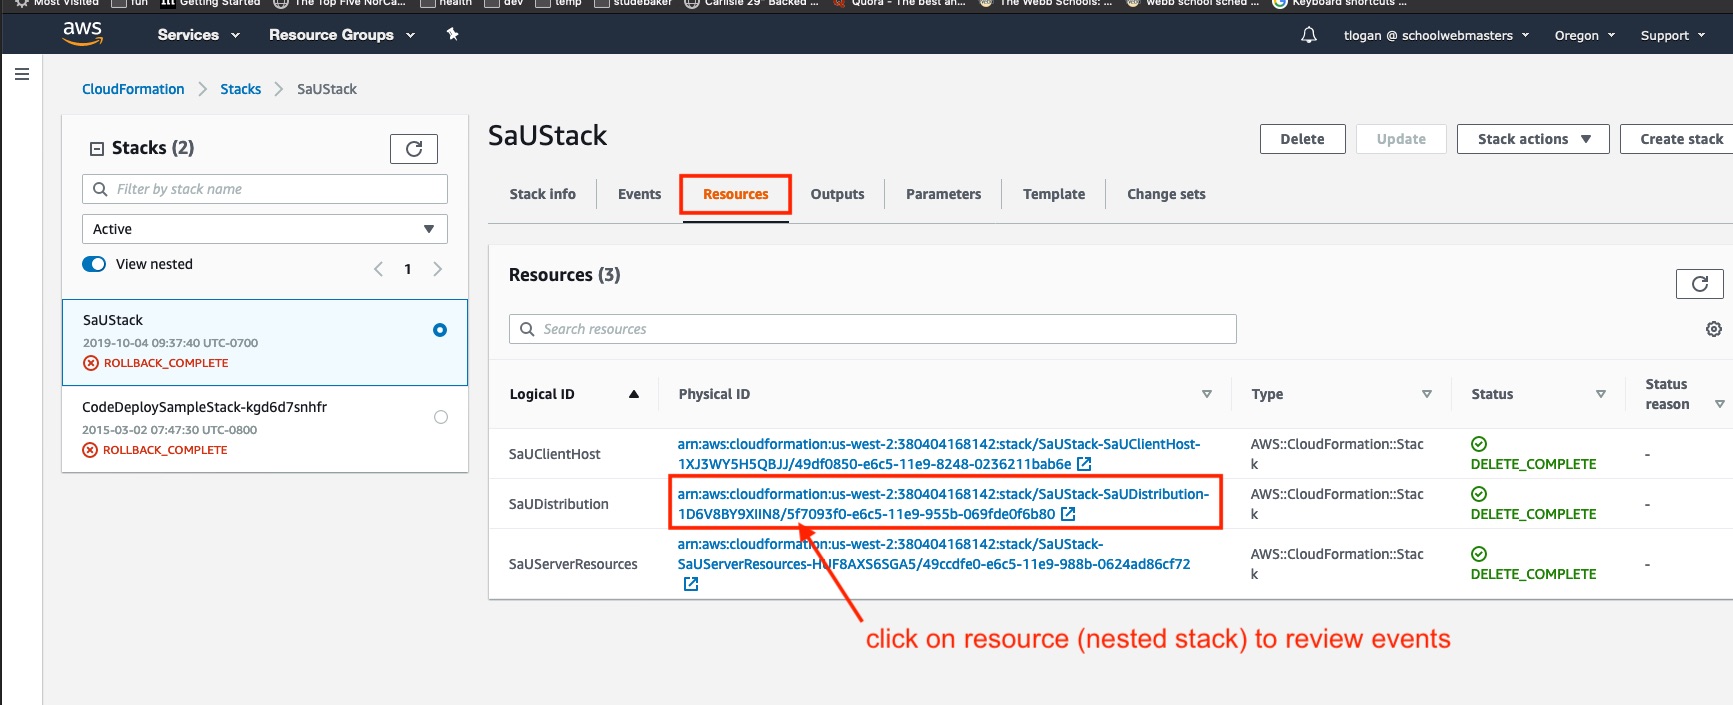 Most Visited fun Getting Started The Top Five NorCa... health dev temp studebaker Carlisle 29" Backed ... Quora - The best an... The Webb Schools: ... webb school sched ... Keyboard shortcuts ...
aws Services Resource Groups tlogan @ schoolwebmasters Oregon Support
CloudFormation Stacks SaUStack
Stacks (2)
Filter by stack name
Active
View nested 1
SaUStack
2019-10-04 09:37:40 UTC-0700
ROLLBACK_COMPLETE
CodeDeploySampleStack-kgd6d7snhfr
2015-03-02 07:47:30 UTC-0800
ROLLBACK_COMPLETE
SaUStack
Delete Update Stack actions Create stack
Stack info Events Resources Outputs Parameters Template Change sets
Resources (3)
Search resources
Logical ID Physical ID Type Status Status
reason
SaUClientHost arn:aws:cloudformation:us-west-2:380404168142:stack/SaUStack-SaUClientHost-
1XJ3WY5H5QBJJ/49df0850-e6c5-11e9-8248-0236211bab6e AWS::CloudFormation::Stac
k DELETE_COMPLETE -
SaUDistribution arn:aws:cloudformation:us-west-2:380404168142:stack/SaUStack-SaUDistribution-
1D6V8BY9XIIN8/5f7093f0-e6c5-11e9-955b-069fde0f6b80 AWS::CloudFormation::Stac
k DELETE_COMPLETE -
SaUServerResources arn:aws:cloudformation:us-west-2:380404168142:stack/SaUStack-
SaUServerResources-HUF8AXS6SGA5/49ccdfe0-e6c5-11e9-988b-0624ad86cf72 AWS::CloudFormation::Stac
k DELETE_COMPLETE -
click on resource (nested stack) to review events